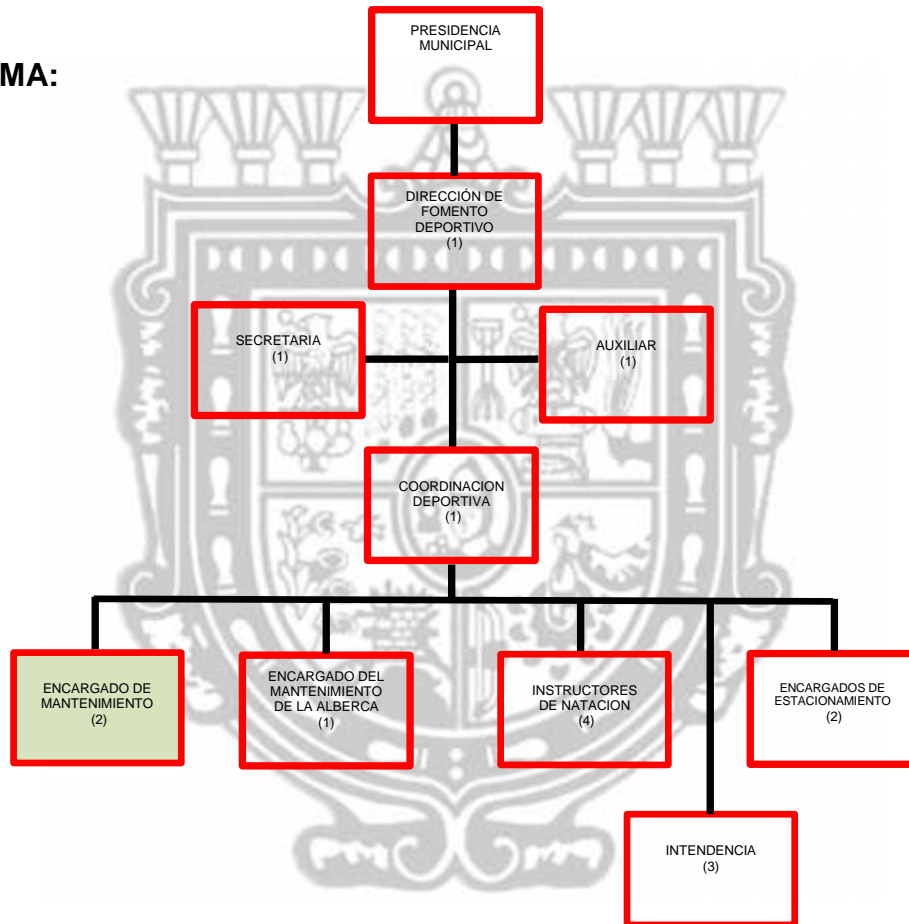 PRESIDENCIA
MUNICIPAL
MA:
DIRECCIÓN DE
FOMENTO
DEPORTIVO
(1)
SECRETARIA
(1)
AUXILIAR
(1)
COORDINACION
DEPORTIVA
(1)
ENCARGADO DE
MANTENIMIENTO
(2)
ENCARGADO DEL
MANTENIMIENTO
DE LA ALBERCA
(1)
INSTRUCTORES
DE NATACION
(4)
ENCARGADOS DE
ESTACIONAMIENTO
(2)
INTENDENCIA
(3)